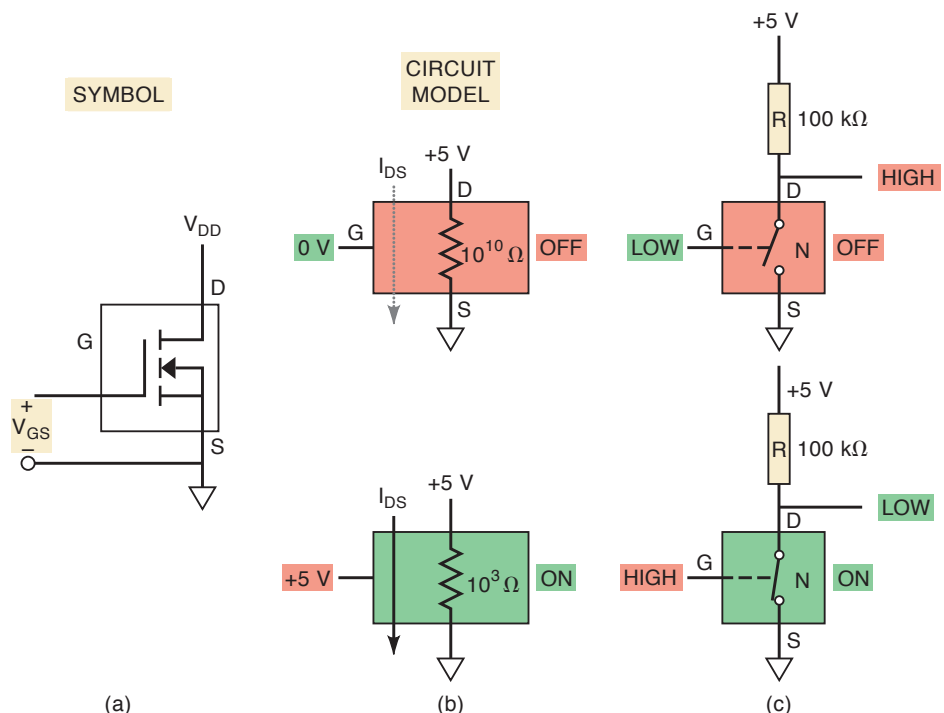 SYMBOL
V_DD
D
G
+
V_GS
–
S
(a)
CIRCUIT
MODEL
I_DS
+5 V
D
0 V
G
10^10 Ω
OFF
S
I_DS
+5 V
+5 V
10^3 Ω
ON
(b)
+5 V
R
100 kΩ
HIGH
D
LOW
G
N
OFF
S
+5 V
R
100 kΩ
LOW
D
HIGH
G
N
ON
S
(c)